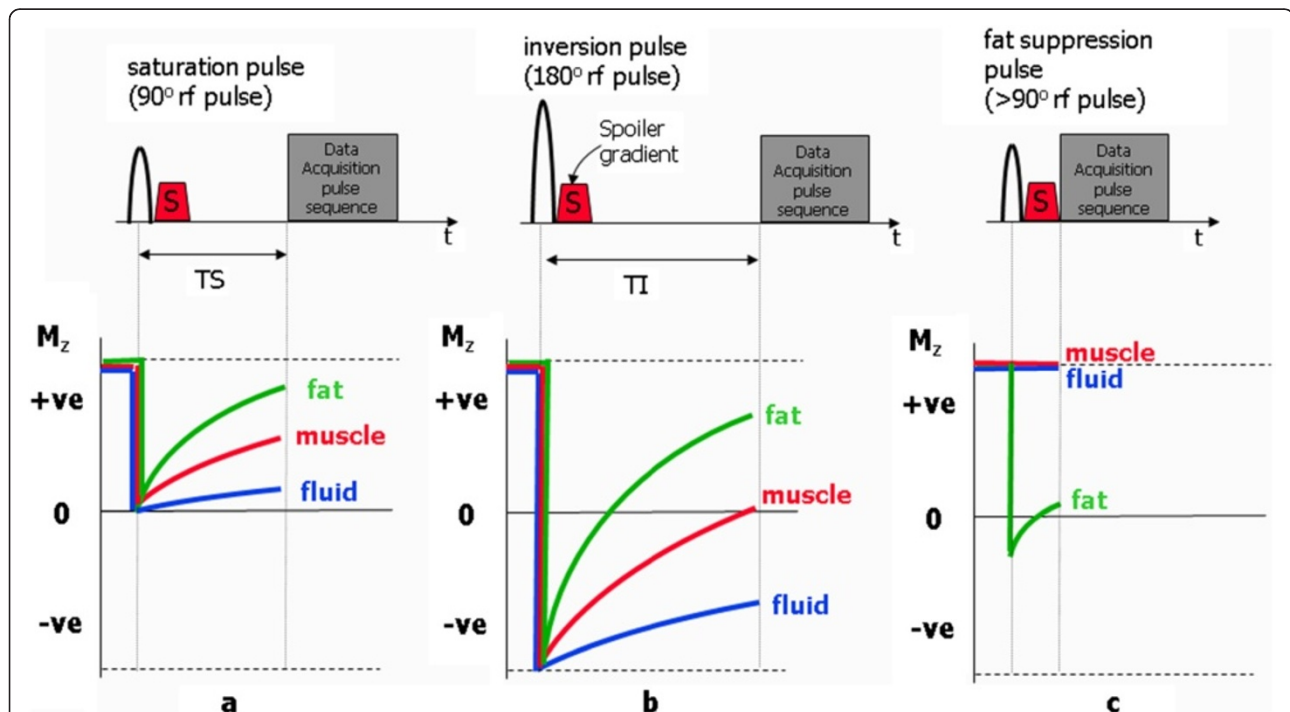 saturation pulse
(90° rf pulse)
S
Data
Acquisition
pulse
sequence
t
TS
Mz
+ve
0
-ve
fat
muscle
fluid
a
inversion pulse
(180° rf pulse)
Spoiler
gradient
S
Data
Acquisition
pulse
sequence
t
TI
Mz
+ve
0
-ve
fat
muscle
fluid
b
fat suppression
pulse
(>90° rf pulse)
S
Data
Acquisition
pulse
sequence
t
Mz
+ve
0
-ve
muscle
fluid
fat
c